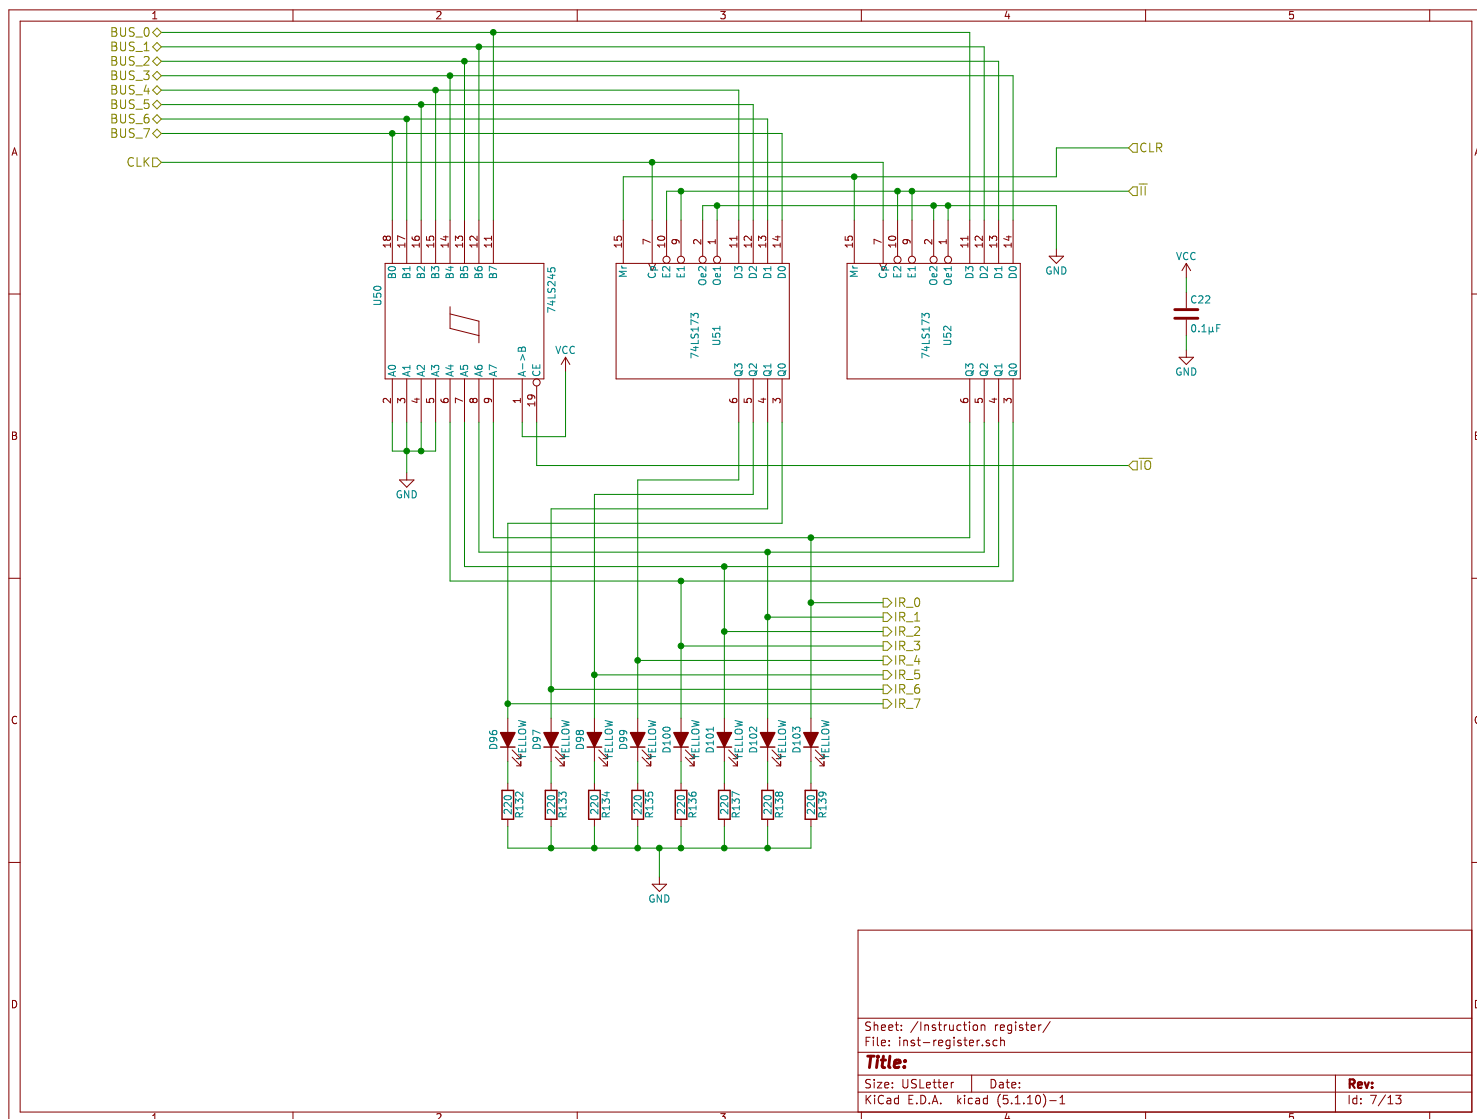 1 2 3 4 5
BUS_0
BUS_1
BUS_2
BUS_3
BUS_4
BUS_5
BUS_6
BUS_7
CLK
CLR
I̅I̅
A
18 17 16 15 14 13 12 11
15 7 10 9 2 1 11 12 13 14
15 7 10 9 2 1 11 12 13 14
B0 B1 B2 B3 B4 B5 B6 B7
Mr Cp E2 E1 Oe2 Oe1 D3 D2 D1 D0
Mr Cp E2 E1 Oe2 Oe1 D3 D2 D1 D0
GND
VCC
C22
0.1µF
GND
U50
74LS245
74LS173
U51
74LS173
U52
VCC
A0 A1 A2 A3 A4 A5 A6 A7 A->B CE
Q3 Q2 Q1 Q0
Q3 Q2 Q1 Q0
2 3 4 5 6 7 8 9 1 19
6 5 4 3
6 5 4 3
B
I̅O̅
GND
IR_0
IR_1
IR_2
IR_3
IR_4
IR_5
IR_6
IR_7
C
D96 YELLOW D97 YELLOW D98 YELLOW D99 YELLOW D100 YELLOW D101 YELLOW D102 YELLOW D103 YELLOW
220 R132 220 R133 220 R134 220 R135 220 R136 220 R137 220 R138 220 R139
GND
D
Sheet: /Instruction register/
File: inst-register.sch
Title:
Size: USLetter Date: Rev:
KiCad E.D.A. kicad (5.1.10)-1 Id: 7/13
1 2 3 4 5